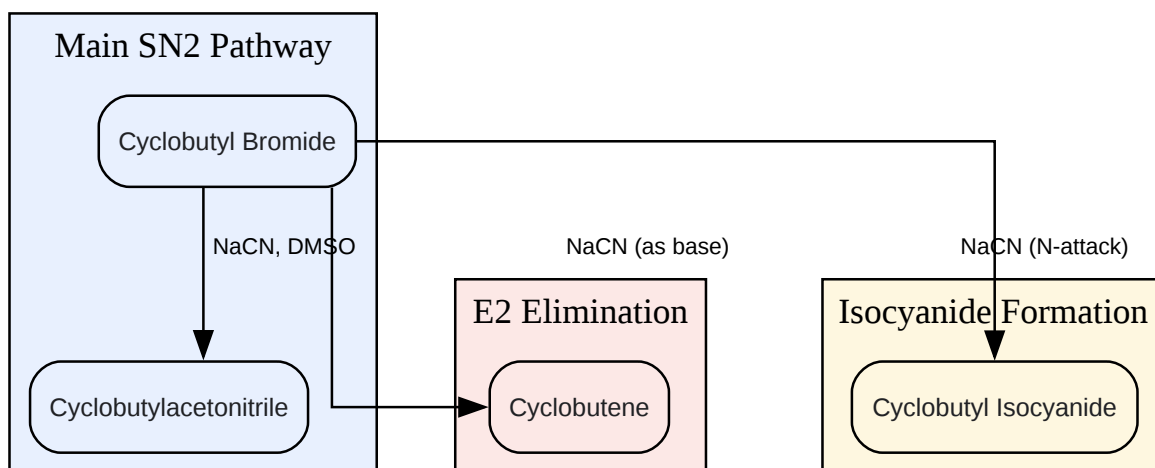 Main SN2 Pathway
Cyclobutyl Bromide
NaCN, DMSO
NaCN (as base)
NaCN (N-attack)
E2 Elimination
Isocyanide Formation
Cyclobutylacetonitrile
Cyclobutene
Cyclobutyl Isocyanide